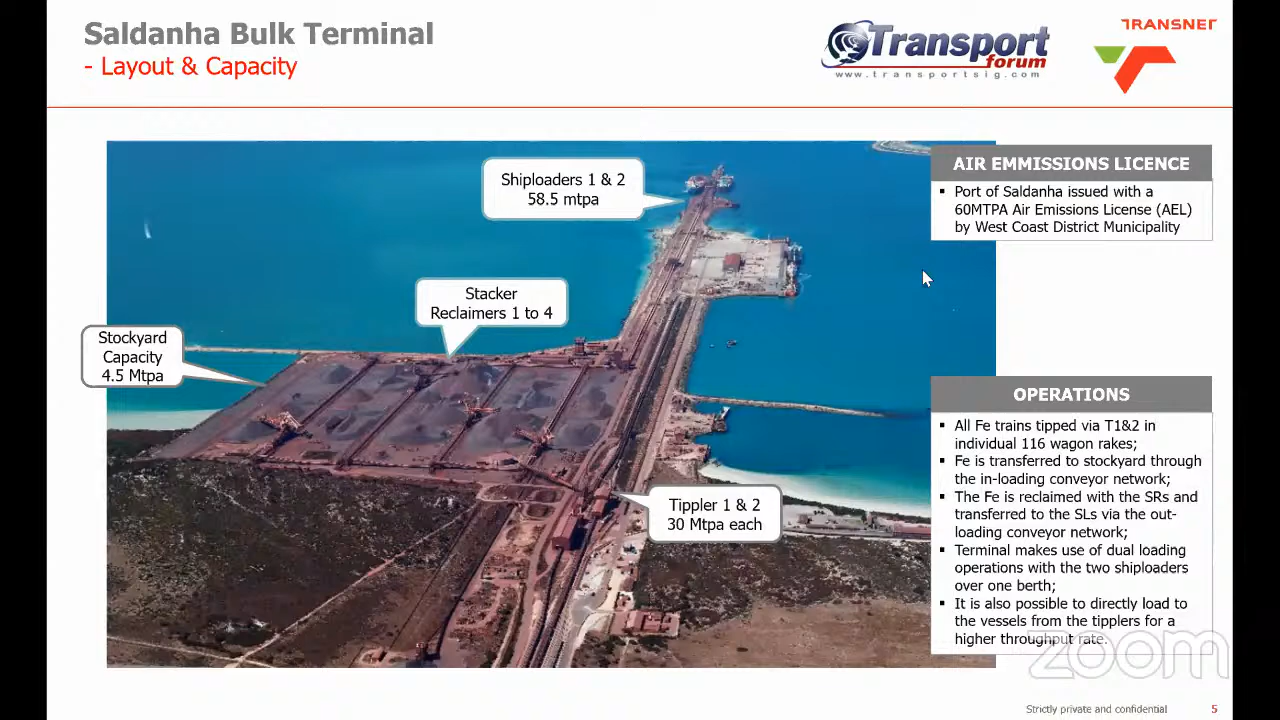 Saldanha Bulk Terminal
- Layout & Capacity
Transport
forum
www.transportsig.com
TRANSNER
Shiploaders 1 & 2
58.5 mtpa
Stacker
Reclaimers 1 to 4
Stockyard
Capacity
4.5 Mtpa
Tippler 1 & 2
30 Mtpa each
AIR EMMISSIONS LICENCE
▪ Port of Saldanha issued with a
60MTPA Air Emissions License (AEL)
by West Coast District Municipality
OPERATIONS
▪ All Fe trains tipped via T1&2 in
individual 116 wagon rakes;
▪ Fe is transferred to stockyard through
the in-loading conveyor network;
▪ The Fe is reclaimed with the SRs and
transferred to the SLs via the out-
loading conveyor network;
▪ Terminal makes use of dual loading
operations with the two shiploaders
over one berth;
▪ It is also possible to directly load to
the vessels from the tipplers for a
higher throughput rate.
zoom
Strictly private and confidential 5